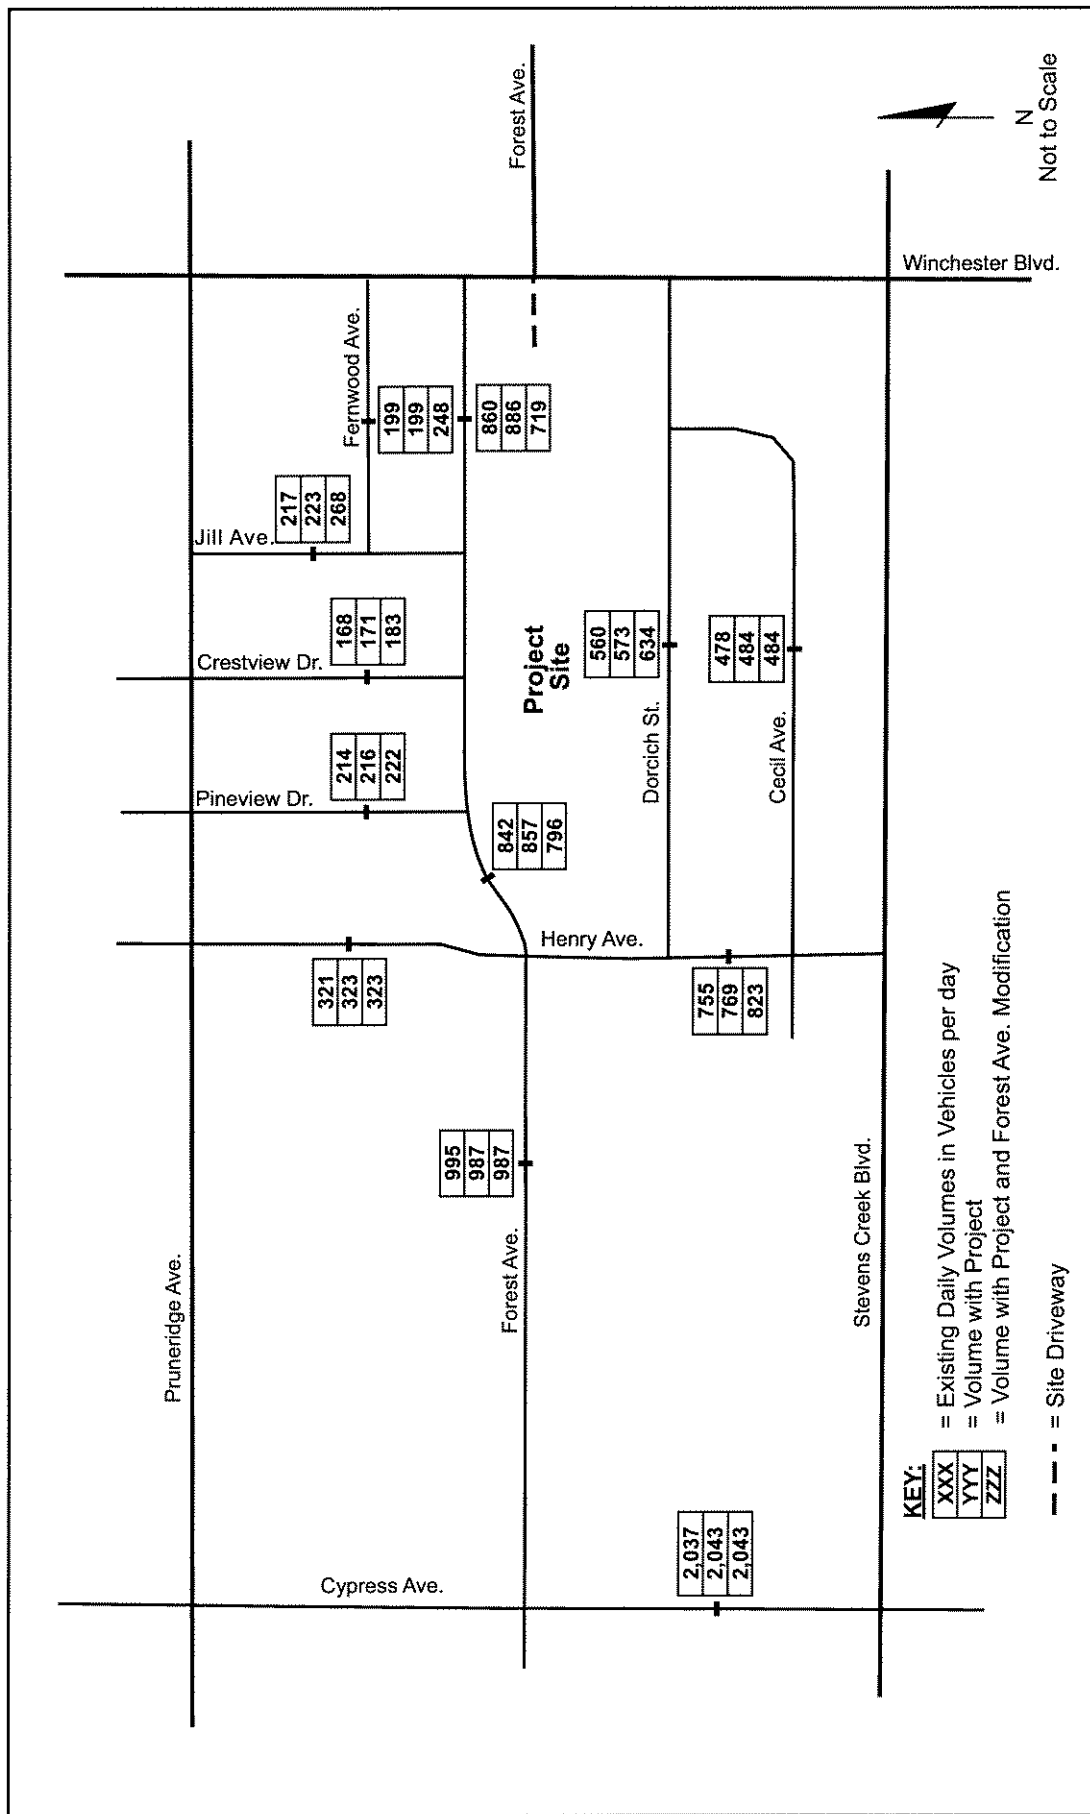 Pruneridge Ave.
Cypress Ave.
Forest Ave.
Stevens Creek Blvd.
2,037
2,043
2,043
995
987
987
321
323
323
Henry Ave.
755
769
823
Pineview Dr.
214
216
222
842
857
796
Crestview Dr.
168
171
183
Jill Ave.
217
223
268
Fernwood Ave.
199
199
248
860
886
719
Project
Site
Dorcich St.
560
573
634
Cecil Ave.
478
484
484
Forest Ave.
Winchester Blvd.
N
Not to Scale
KEY:
XXX = Existing Daily Volumes in Vehicles per day
YYY = Volume with Project
ZZZ = Volume with Project and Forest Ave. Modification
= Site Driveway